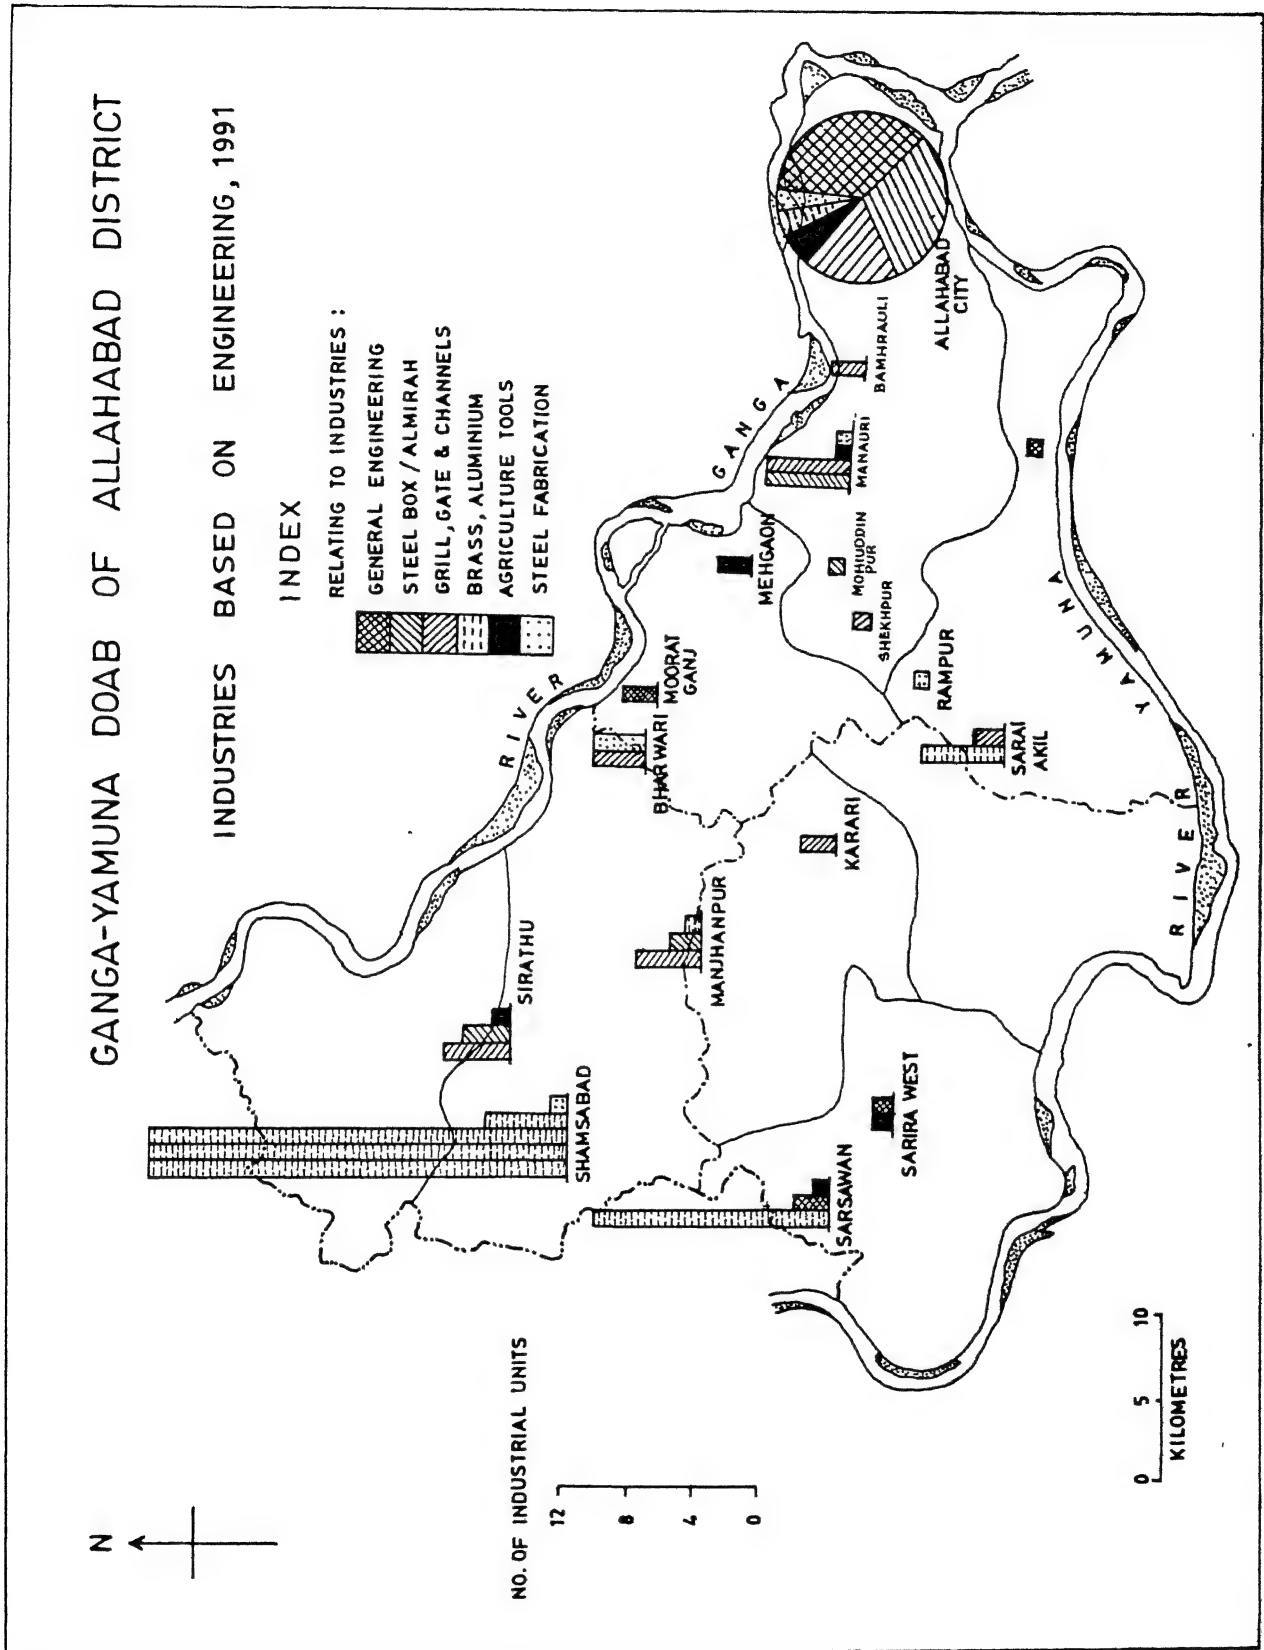 GANGA-YAMUNA DOAB OF ALLAHABAD DISTRICT
INDUSTRIES BASED ON ENGINEERING, 1991
INDEX
RELATING TO INDUSTRIES :
GENERAL ENGINEERING
STEEL BOX / ALMIRAH
GRILL, GATE & CHANNELS
BRASS, ALUMINIUM
AGRICULTURE TOOLS
STEEL FABRICATION
N
NO. OF INDUSTRIAL UNITS
12
8
4
0
RIVER GANGA
SIRATHU
SHAMSABAD
BHARWARI
MOORAT
GANJ
MEHGAON
MANAURI
BAMHRAULI
ALLAHABAD
CITY
MOHIUDDIN
PUR
SHEKHPUR
MANJHANPUR
KARARI
RAMPUR
SARAI
AKIL
SARSAWAN
SARIRA WEST
RIVER YAMUNA
0 5 10
KILOMETRES